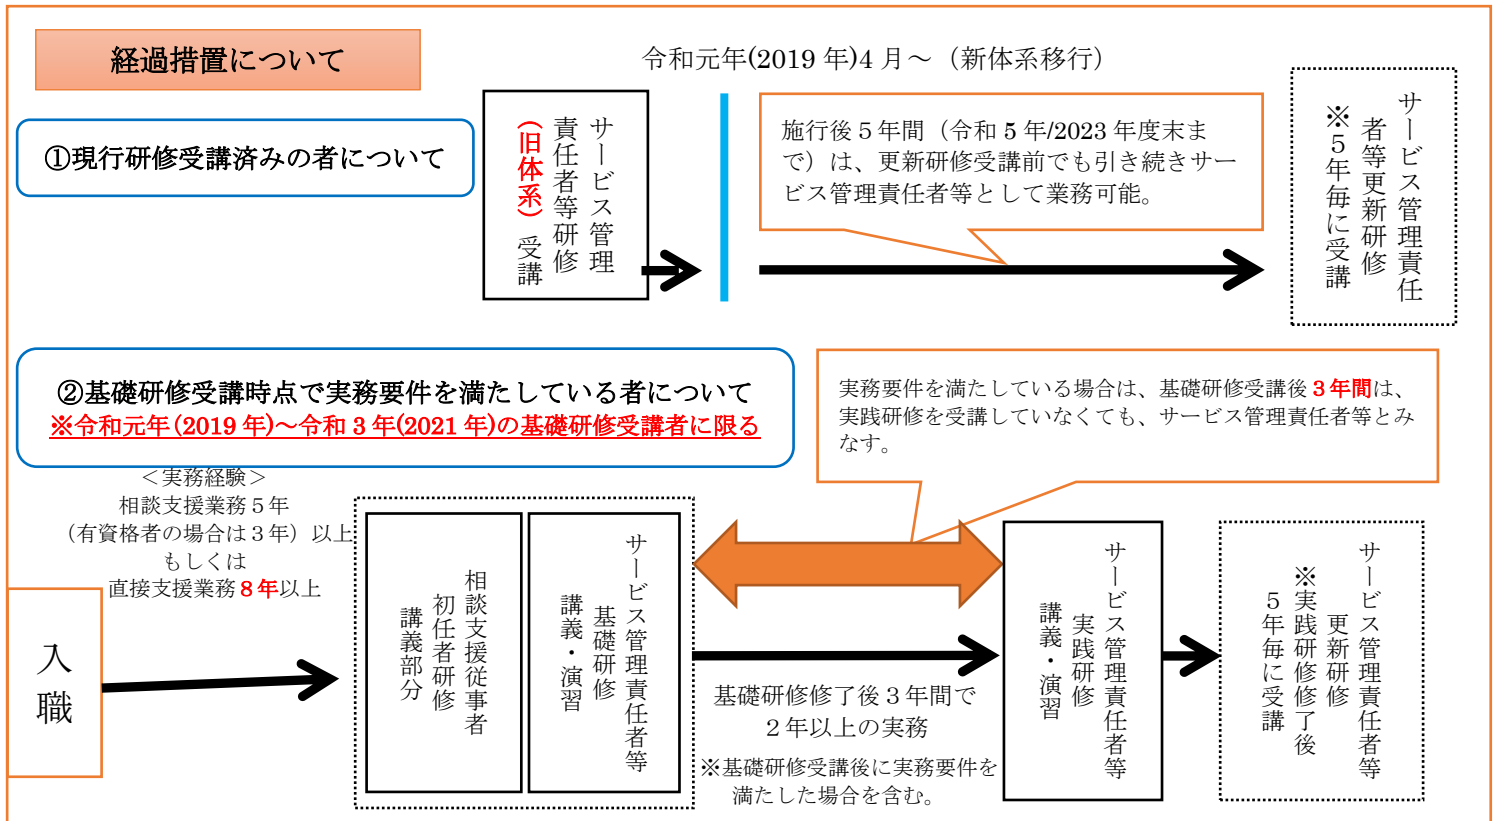 経過措置について
令和元年(2019 年)4 月～（新体系移行）
①現行研修受講済みの者について
サービス管理
責任者等研修
（旧体系）受講
施行後５年間（令和 5 年/2023 年度末ま
で）は、更新研修受講前でも引き続きサー
ビス管理責任者等として業務可能。
サービス管理責任
者等更新研修
※５年毎に受講
②基礎研修受講時点で実務要件を満たしている者について
※令和元年(2019 年)～令和 3 年(2021 年)の基礎研修受講者に限る
実務要件を満たしている場合は、基礎研修受講後 3 年間は、
実践研修を受講していなくても、サービス管理責任者等とみ
なす。
＜実務経験＞
相談支援業務５年
（有資格者の場合は３年）以上
もしくは
直接支援業務８年以上
入職
相談支援従事者
初任者研修
講義部分
サービス管理責任者等
基礎研修
講義・演習
基礎研修修了後３年間で
２年以上の実務
※基礎研修受講後に実務要件を
満たした場合を含む。
サービス管理責任者等
実践研修
講義・演習
サービス管理責任者等
更新研修
※実践研修修了後
５年毎に受講